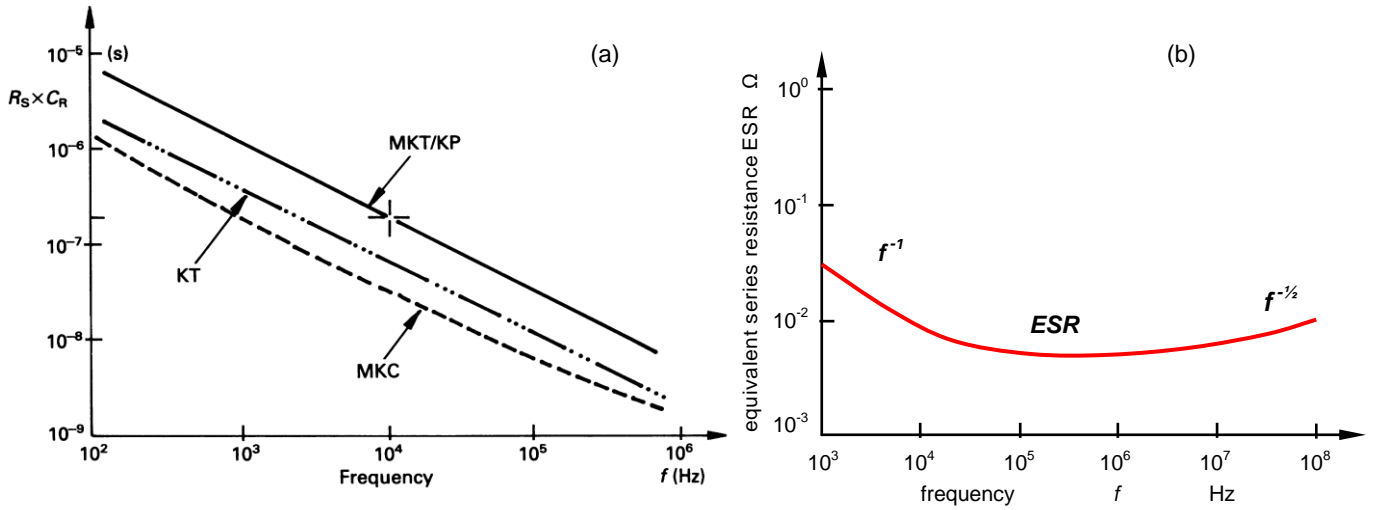 (a)
10⁻⁵ (s)
R_S × C_R
10⁻⁶
10⁻⁷
10⁻⁸
10⁻⁹
MKT/KP
KT
MKC
10² 10³ 10⁴ 10⁵ 10⁶
Frequency f (Hz)
(b)
equivalent series resistance ESR Ω
10⁰
10⁻¹
10⁻²
10⁻³
f⁻¹
ESR
f⁻½
10³ 10⁴ 10⁵ 10⁶ 10⁷ 10⁸
frequency f Hz